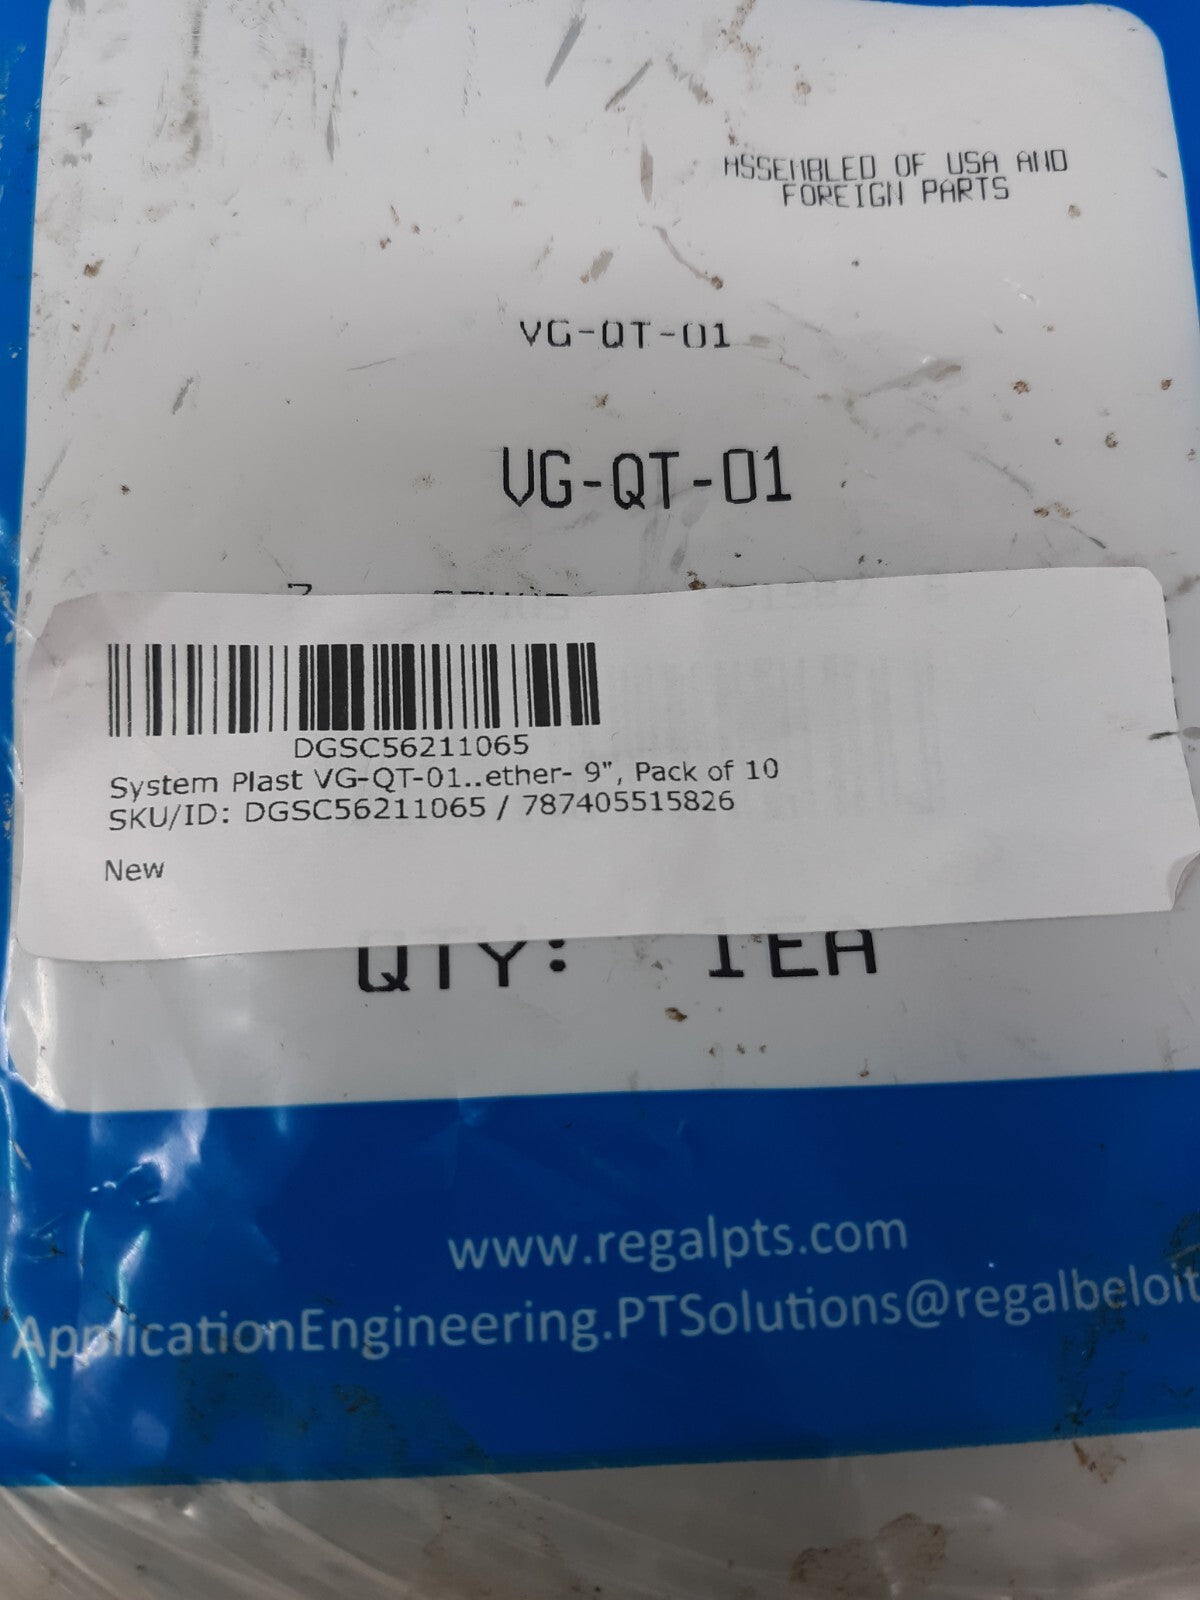 ASSEMBLED OF USA AND
FOREIGN PARTS
VG-QT-01
VG-QT-01
DGSC56211065
System Plast VG-QT-01..ether- 9", Pack of 10
SKU/ID: DGSC56211065 / 787405515826
New
QTY: 1EA
www.regalpts.com
ApplicationEngineering.PTSolutions@regalbeloit